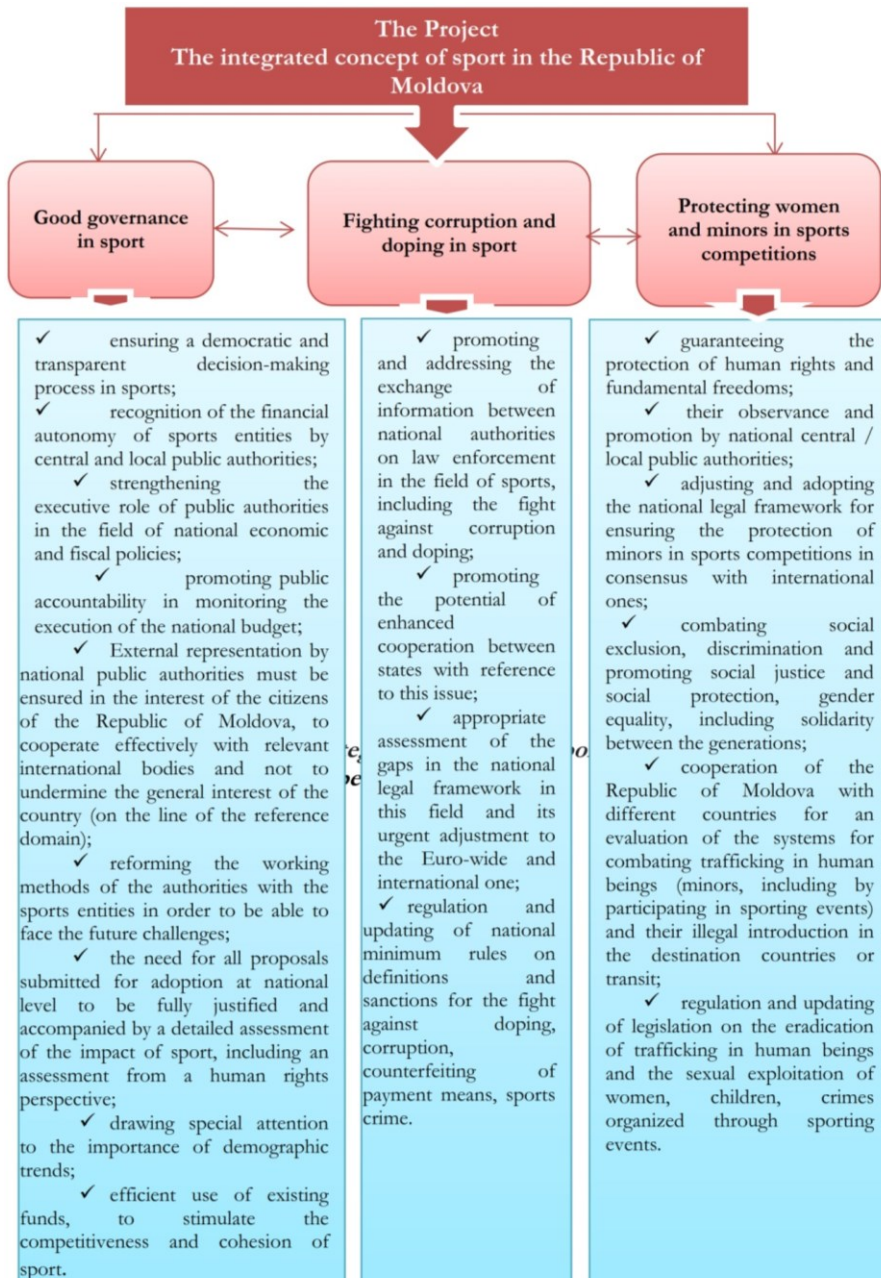 The Project
The integrated concept of sport in the Republic of
Moldova
Good governance
in sport
Fighting corruption and
doping in sport
Protecting women
and minors in sports
competitions
✓ ensuring a democratic and
transparent decision-making
process in sports;
✓ recognition of the financial
autonomy of sports entities by
central and local public authorities;
✓ strengthening the
executive role of public authorities
in the field of national economic
and fiscal policies;
✓ promoting public
accountability in monitoring the
execution of the national budget;
✓ External representation by
national public authorities must be
ensured in the interest of the citizens
of the Republic of Moldova, to
cooperate effectively with relevant
international bodies and not to
undermine the general interest of the
country (on the line of the reference
domain);
✓ reforming the working
methods of the authorities with the
sports entities in order to be able to
face the future challenges;
✓ the need for all proposals
submitted for adoption at national
level to be fully justified and
accompanied by a detailed assessment
of the impact of sport, including an
assessment from a human rights
perspective;
✓ drawing special attention
to the importance of demographic
trends;
✓ efficient use of existing
funds, to stimulate the
competitiveness and cohesion of
sport.
✓ promoting
and addressing the
exchange of
information between
national authorities
on law enforcement
in the field of sports,
including the fight
against corruption
and doping;
✓ promoting
the potential of
enhanced
cooperation between
states with reference
to this issue;
✓ appropriate
assessment of the
gaps in the national
legal framework in
this field and its
urgent adjustment to
the Euro-wide and
international one;
✓ regulation and
updating of national
minimum rules on
definitions and
sanctions for the fight
against doping,
corruption,
counterfeiting of
payment means, sports
crime.
✓ guaranteeing the
protection of human rights and
fundamental freedoms;
✓ their observance and
promotion by national central /
local public authorities;
✓ adjusting and adopting
the national legal framework for
ensuring the protection of
minors in sports competitions in
consensus with international
ones;
✓ combating social
exclusion, discrimination and
promoting social justice and
social protection, gender
equality, including solidarity
between the generations;
✓ cooperation of the
Republic of Moldova with
different countries for an
evaluation of the systems for
combating trafficking in human
beings (minors, including by
participating in sporting events)
and their illegal introduction in
the destination countries or
transit;
✓ regulation and updating
of legislation on the eradication
of trafficking in human beings
and the sexual exploitation of
women, children, crimes
organized through sporting
events.